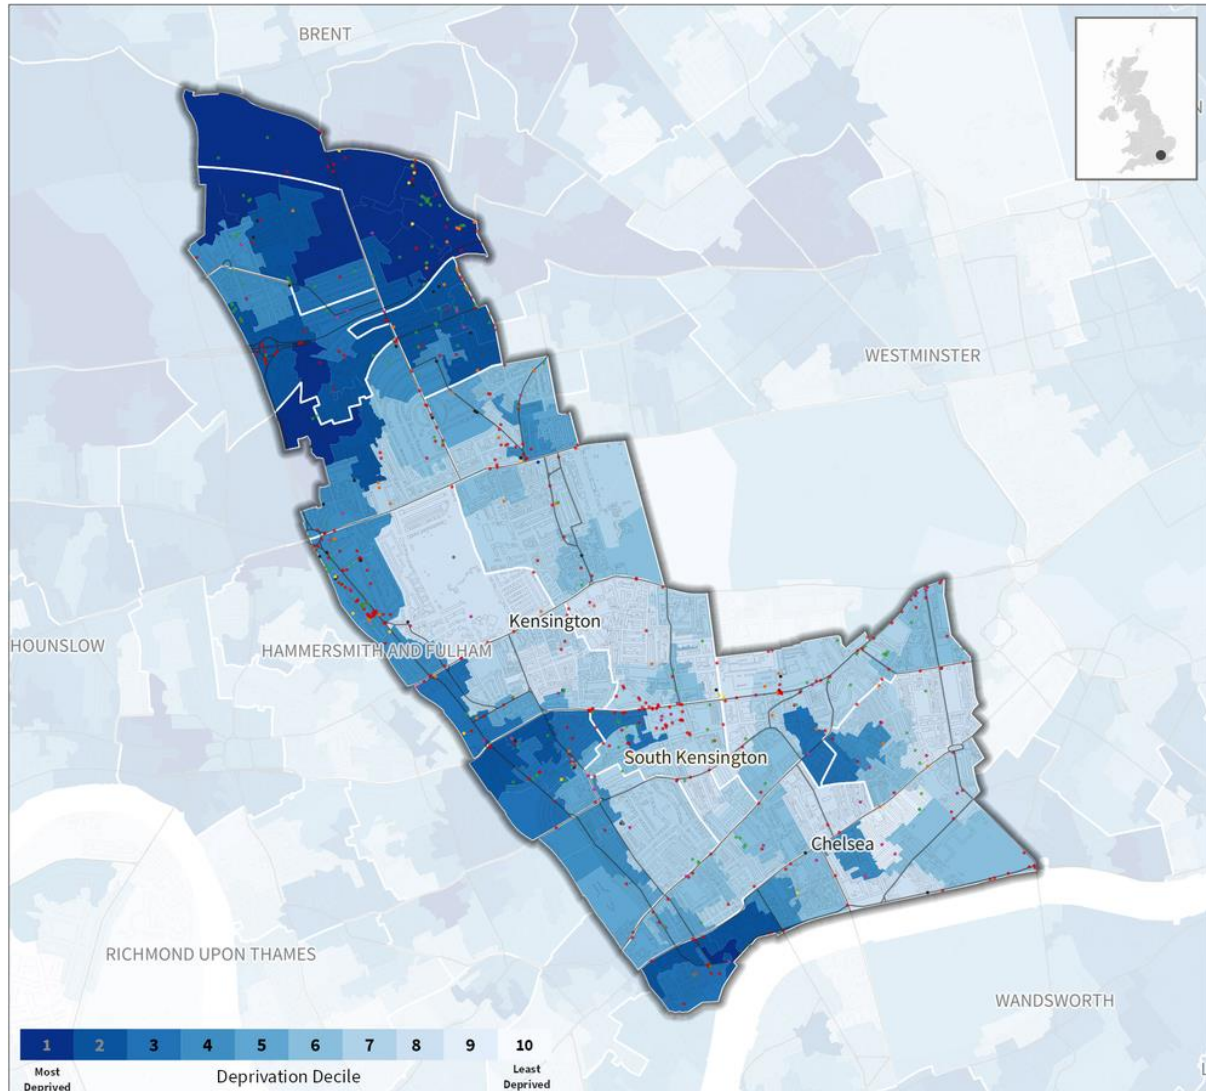 BRENT
WESTMINSTER
Kensington
HOUNSLOW
HAMMERSMITH AND FULHAM
South Kensington
Chelsea
RICHMOND UPON THAMES
WANDSWORTH
1 2 3 4 5 6 7 8 9 10
Most Deprived
Deprivation Decile
Least Deprived